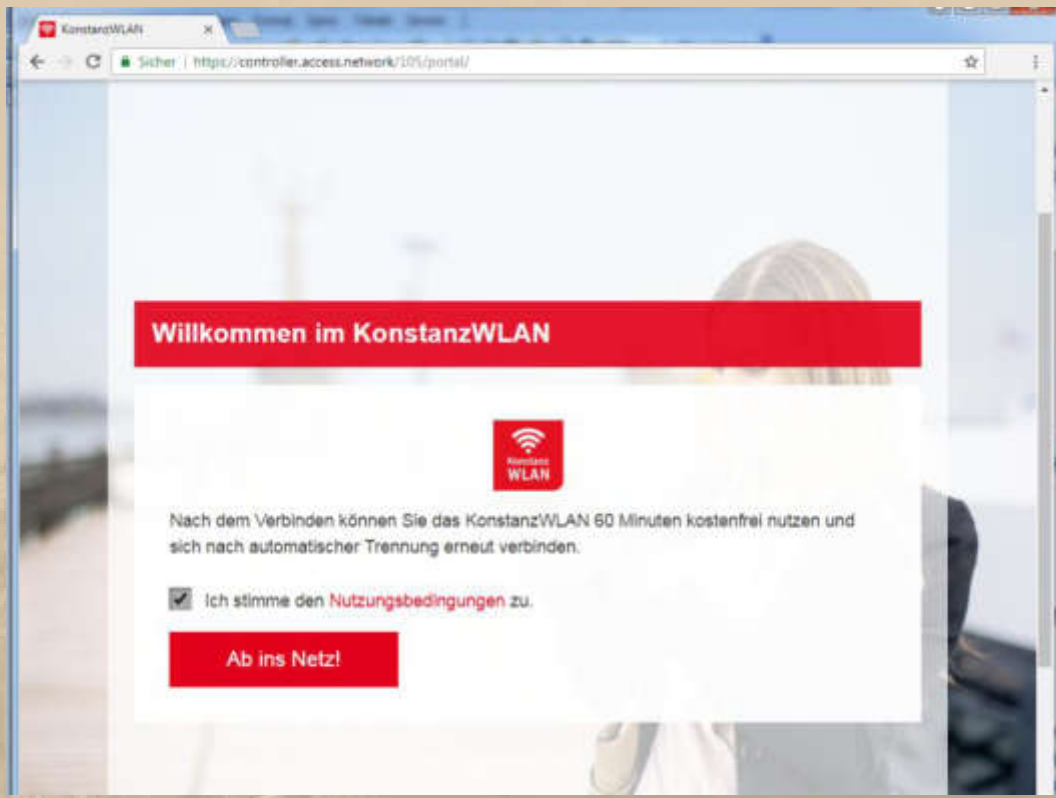 KonstanzWLAN
Sicher | https://controller.access.network/105/portal/
Willkommen im KonstanzWLAN
Konstanz
WLAN
Nach dem Verbinden können Sie das KonstanzWLAN 60 Minuten kostenfrei nutzen und
sich nach automatischer Trennung erneut verbinden.
Ich stimme den Nutzungsbedingungen zu.
Ab ins Netz!